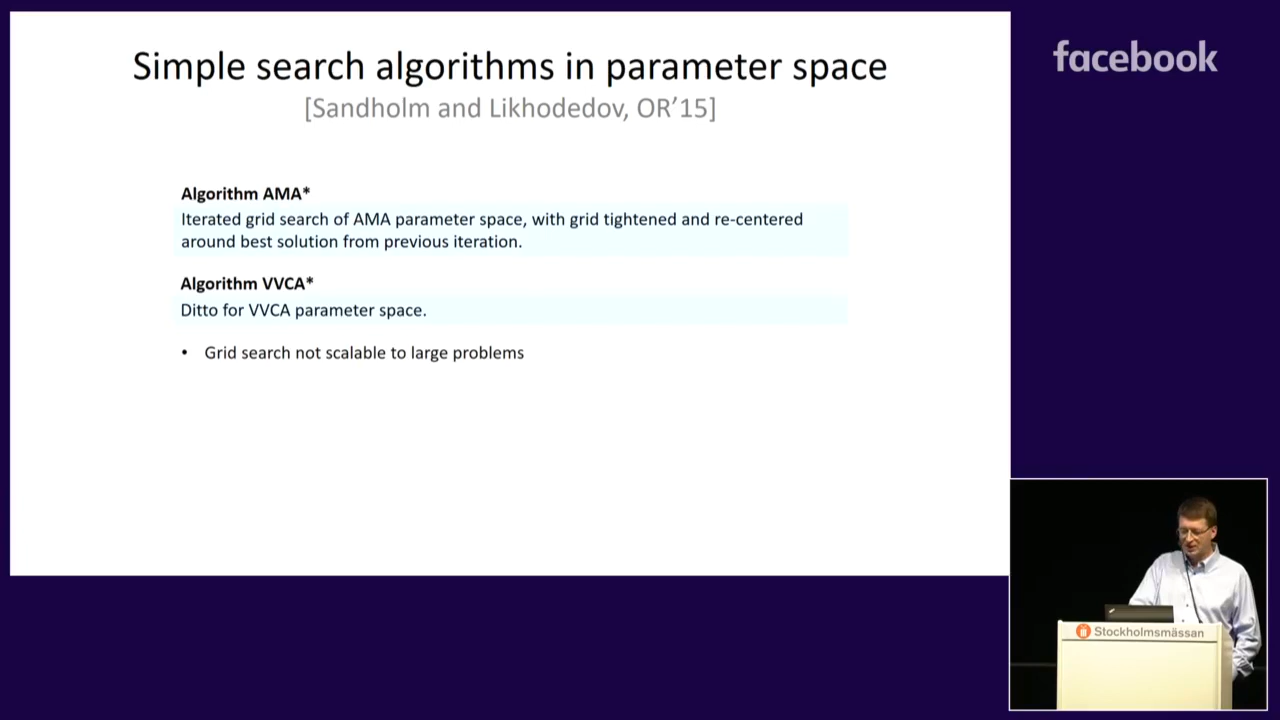 Simple search algorithms in parameter space
[Sandholm and Likhodedov, OR'15]
Algorithm AMA*
Iterated grid search of AMA parameter space, with grid tightened and re-centered
around best solution from previous iteration.
Algorithm VVCA*
Ditto for VVCA parameter space.
• Grid search not scalable to large problems
facebook
Stockholmsmässan